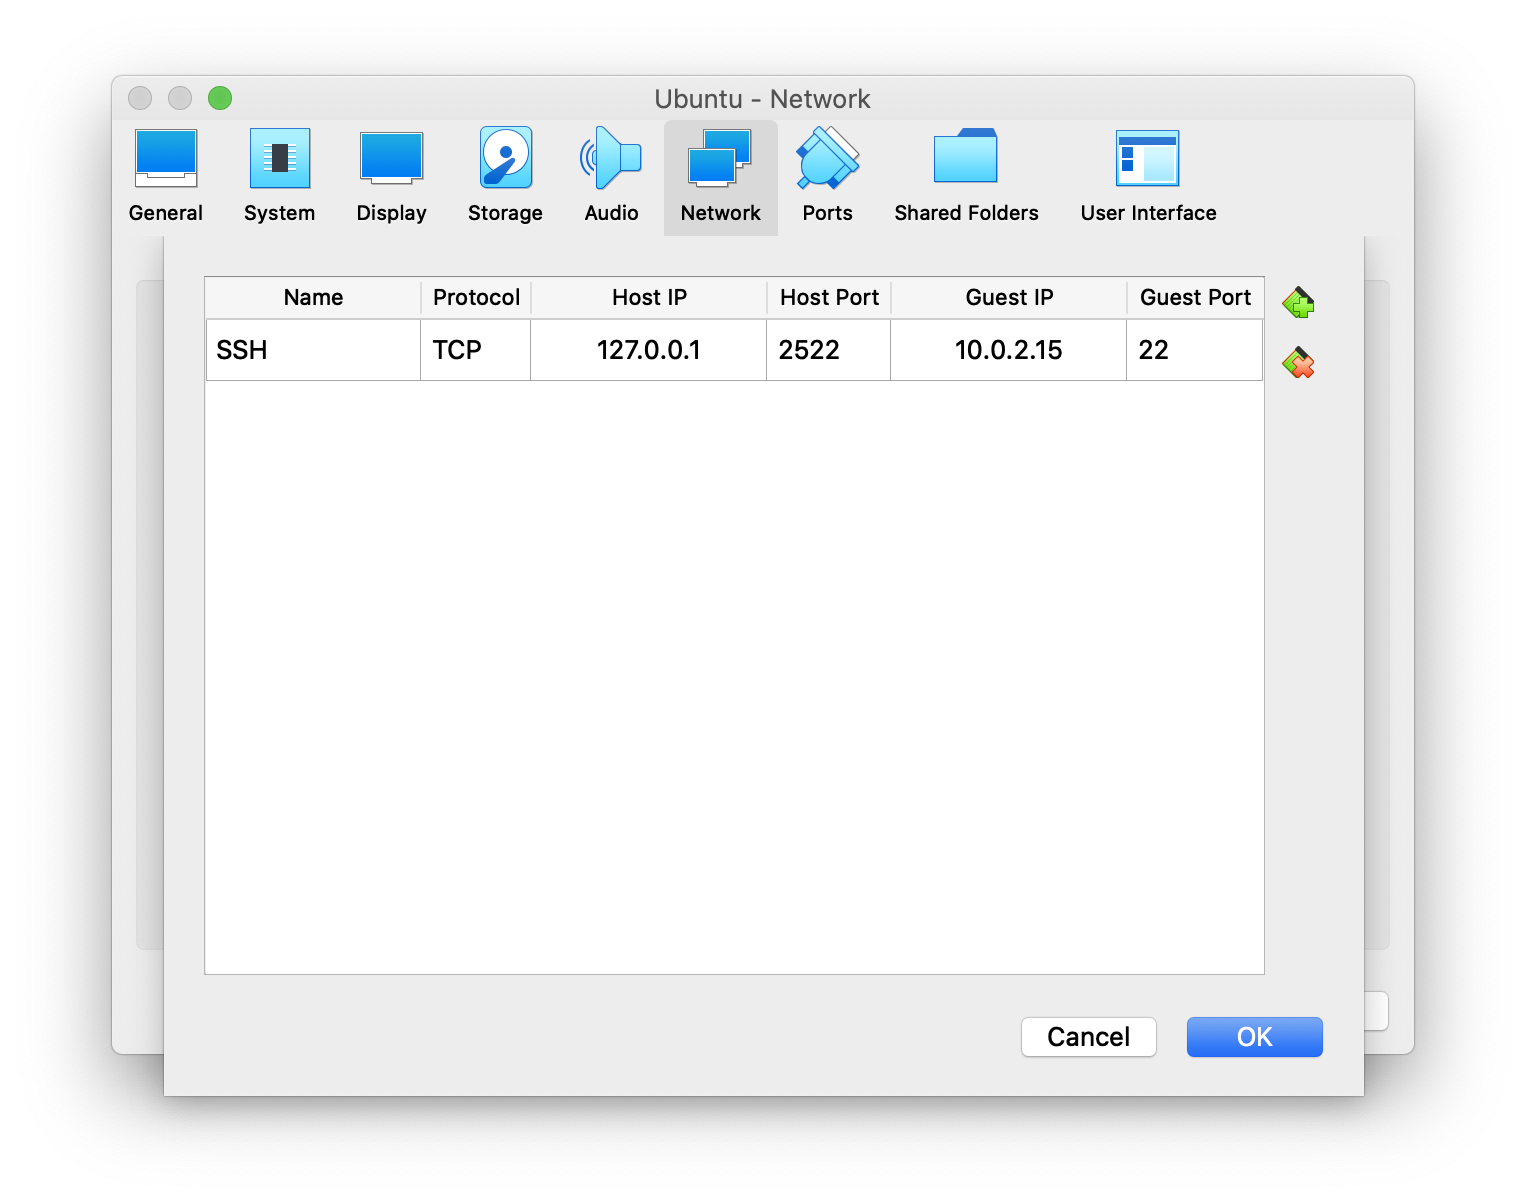 Ubuntu - Network
General System Display Storage Audio Network Ports Shared Folders User Interface
Name Protocol Host IP Host Port Guest IP Guest Port
SSH TCP 127.0.0.1 2522 10.0.2.15 22
Cancel OK